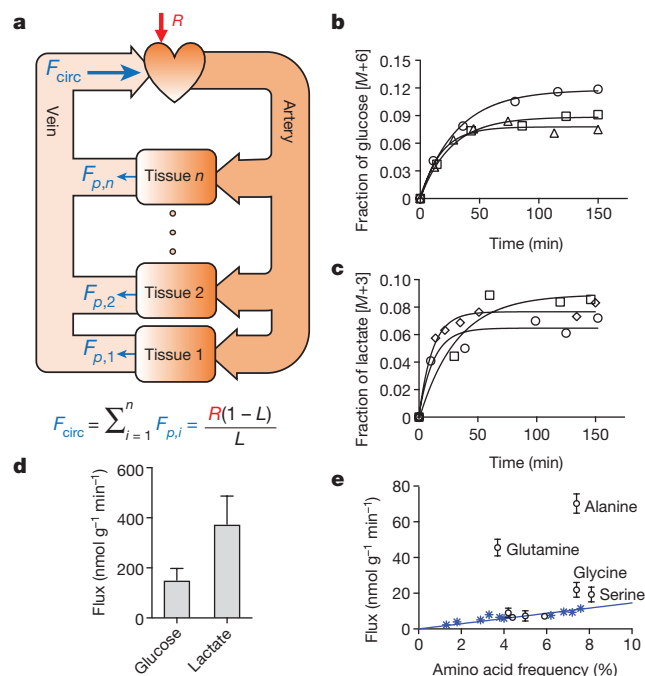 a
R
F_circ
Vein
Artery
F_p,n
Tissue n
F_p,2
Tissue 2
F_p,1
Tissue 1
F_circ = ∑^n_i = 1 F_p,i = R(1 – L) / L
b
Fraction of glucose [M+6]
0.15
0.12
0.09
0.06
0.03
0
0 50 100 150
Time (min)
c
Fraction of lactate [M+3]
0.10
0.08
0.06
0.04
0.02
0
0 50 100 150
Time (min)
d
Flux (nmol g⁻¹ min⁻¹)
600
400
200
0
Glucose
Lactate
e
Flux (nmol g⁻¹ min⁻¹)
80
60
40
20
0
Alanine
Glutamine
Glycine
Serine
0 2 4 6 8 10
Amino acid frequency (%)